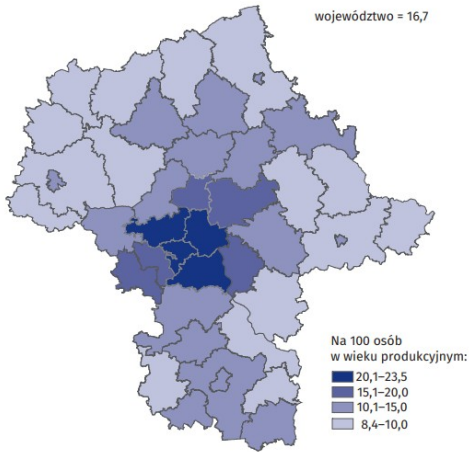 województwo = 16,7
Na 100 osób
w wieku produkcyjnym:
20,1–23,5
15,1–20,0
10,1–15,0
8,4–10,0